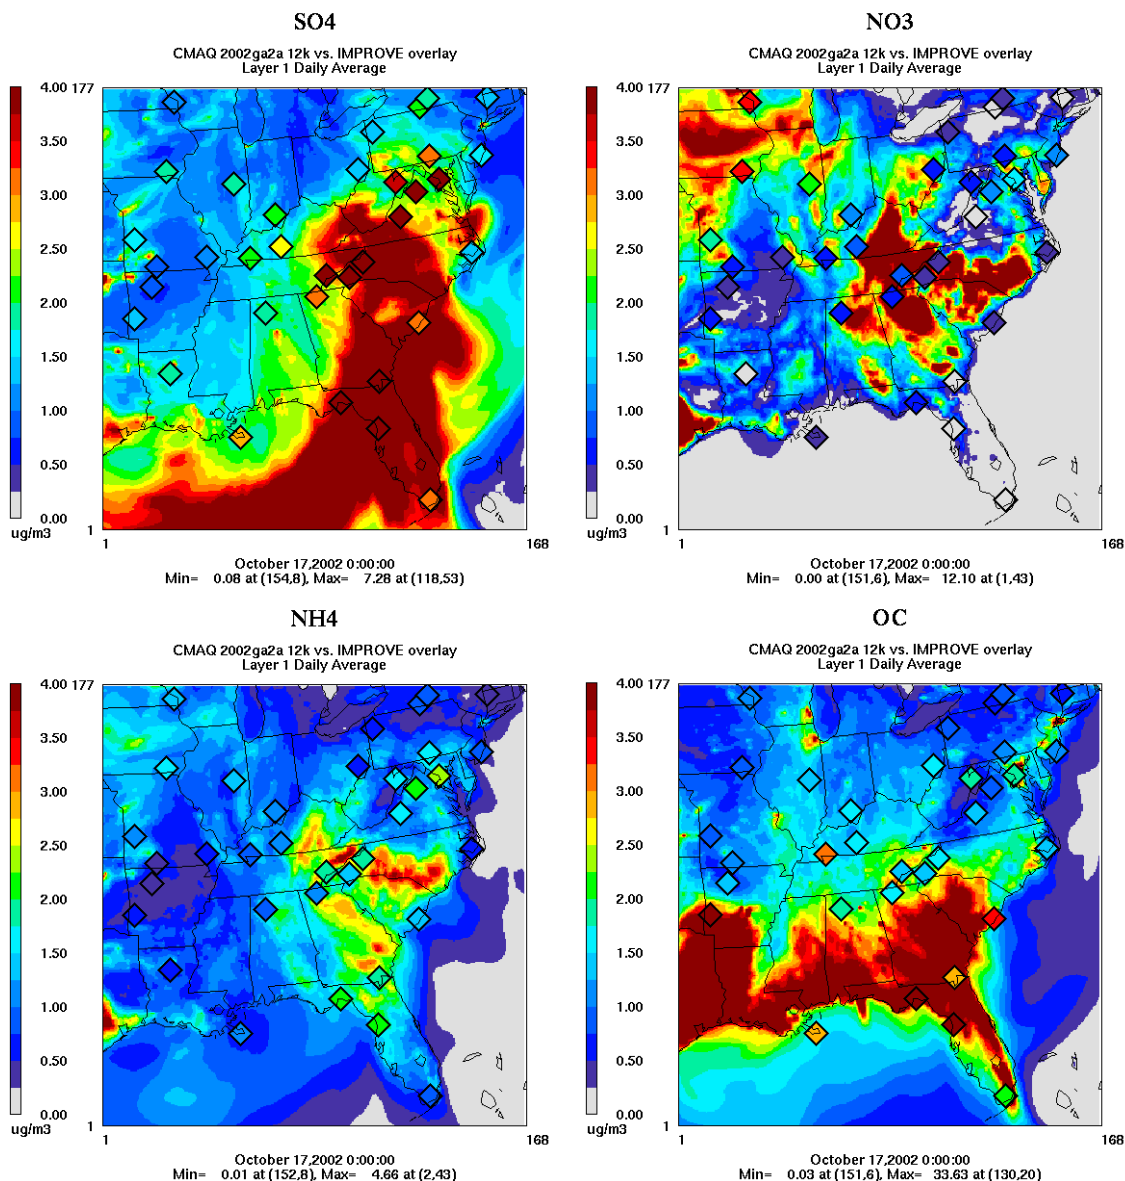 SO4
CMAQ 2002ga2a 12k vs. IMPROVE overlay
Layer 1 Daily Average
4.00 177
3.50
3.00
2.50
2.00
1.50
1.00
0.50
0.00
ug/m3
1
1
168
October 17,2002 0:00:00
Min= 0.08 at (154,8), Max= 7.28 at (118,53)
NO3
CMAQ 2002ga2a 12k vs. IMPROVE overlay
Layer 1 Daily Average
4.00 177
3.50
3.00
2.50
2.00
1.50
1.00
0.50
0.00
ug/m3
1
1
168
October 17,2002 0:00:00
Min= 0.00 at (151,6), Max= 12.10 at (1,43)
NH4
CMAQ 2002ga2a 12k vs. IMPROVE overlay
Layer 1 Daily Average
4.00 177
3.50
3.00
2.50
2.00
1.50
1.00
0.50
0.00
ug/m3
1
1
168
October 17,2002 0:00:00
Min= 0.01 at (152,8), Max= 4.66 at (2,43)
OC
CMAQ 2002ga2a 12k vs. IMPROVE overlay
Layer 1 Daily Average
4.00 177
3.50
3.00
2.50
2.00
1.50
1.00
0.50
0.00
ug/m3
1
1
168
October 17,2002 0:00:00
Min= 0.03 at (151,6), Max= 33.63 at (130,20)